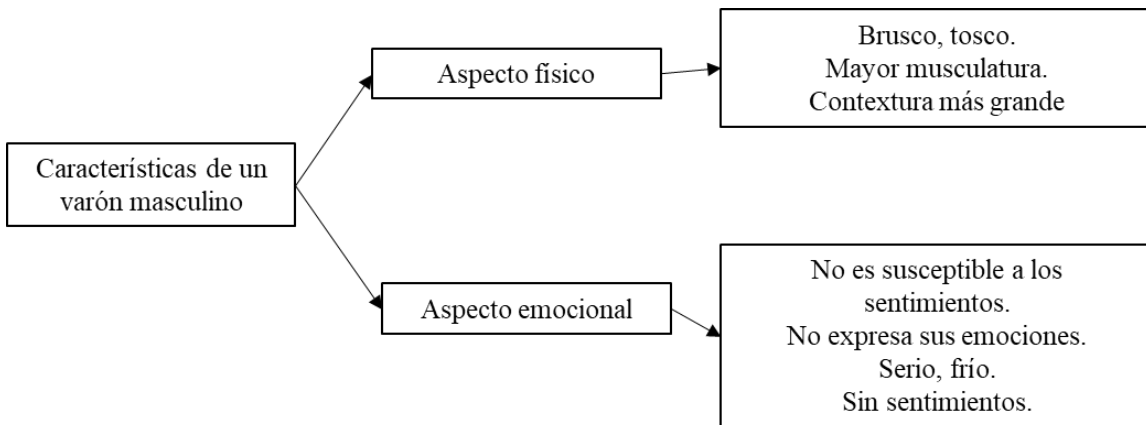 Características de un
varón masculino
Aspecto físico
Brusco, tosco.
Mayor musculatura.
Contextura más grande
Aspecto emocional
No es susceptible a los
sentimientos.
No expresa sus emociones.
Serio, frío.
Sin sentimientos.